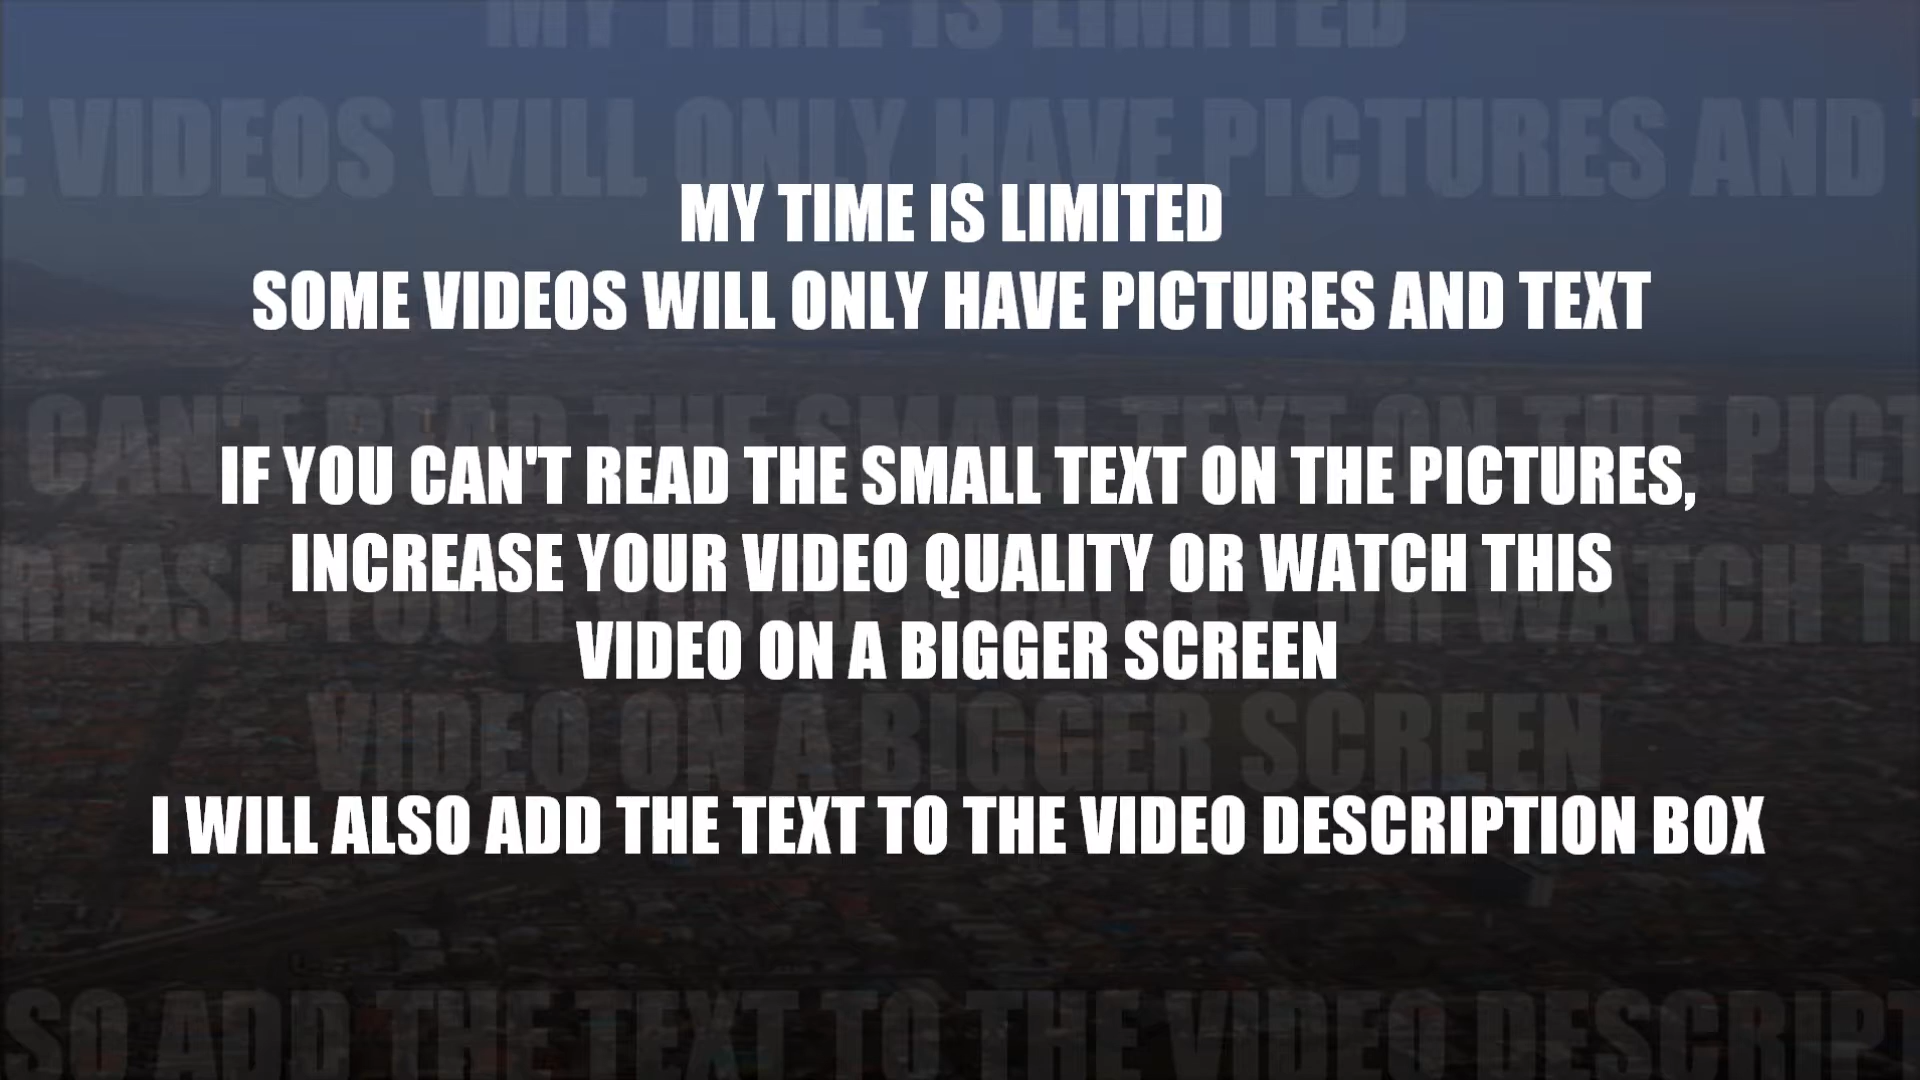 MY TIME IS LIMITED
SOME VIDEOS WILL ONLY HAVE PICTURES AND TEXT
IF YOU CAN'T READ THE SMALL TEXT ON THE PICTURES,
INCREASE YOUR VIDEO QUALITY OR WATCH THIS
VIDEO ON A BIGGER SCREEN
I WILL ALSO ADD THE TEXT TO THE VIDEO DESCRIPTION BOX